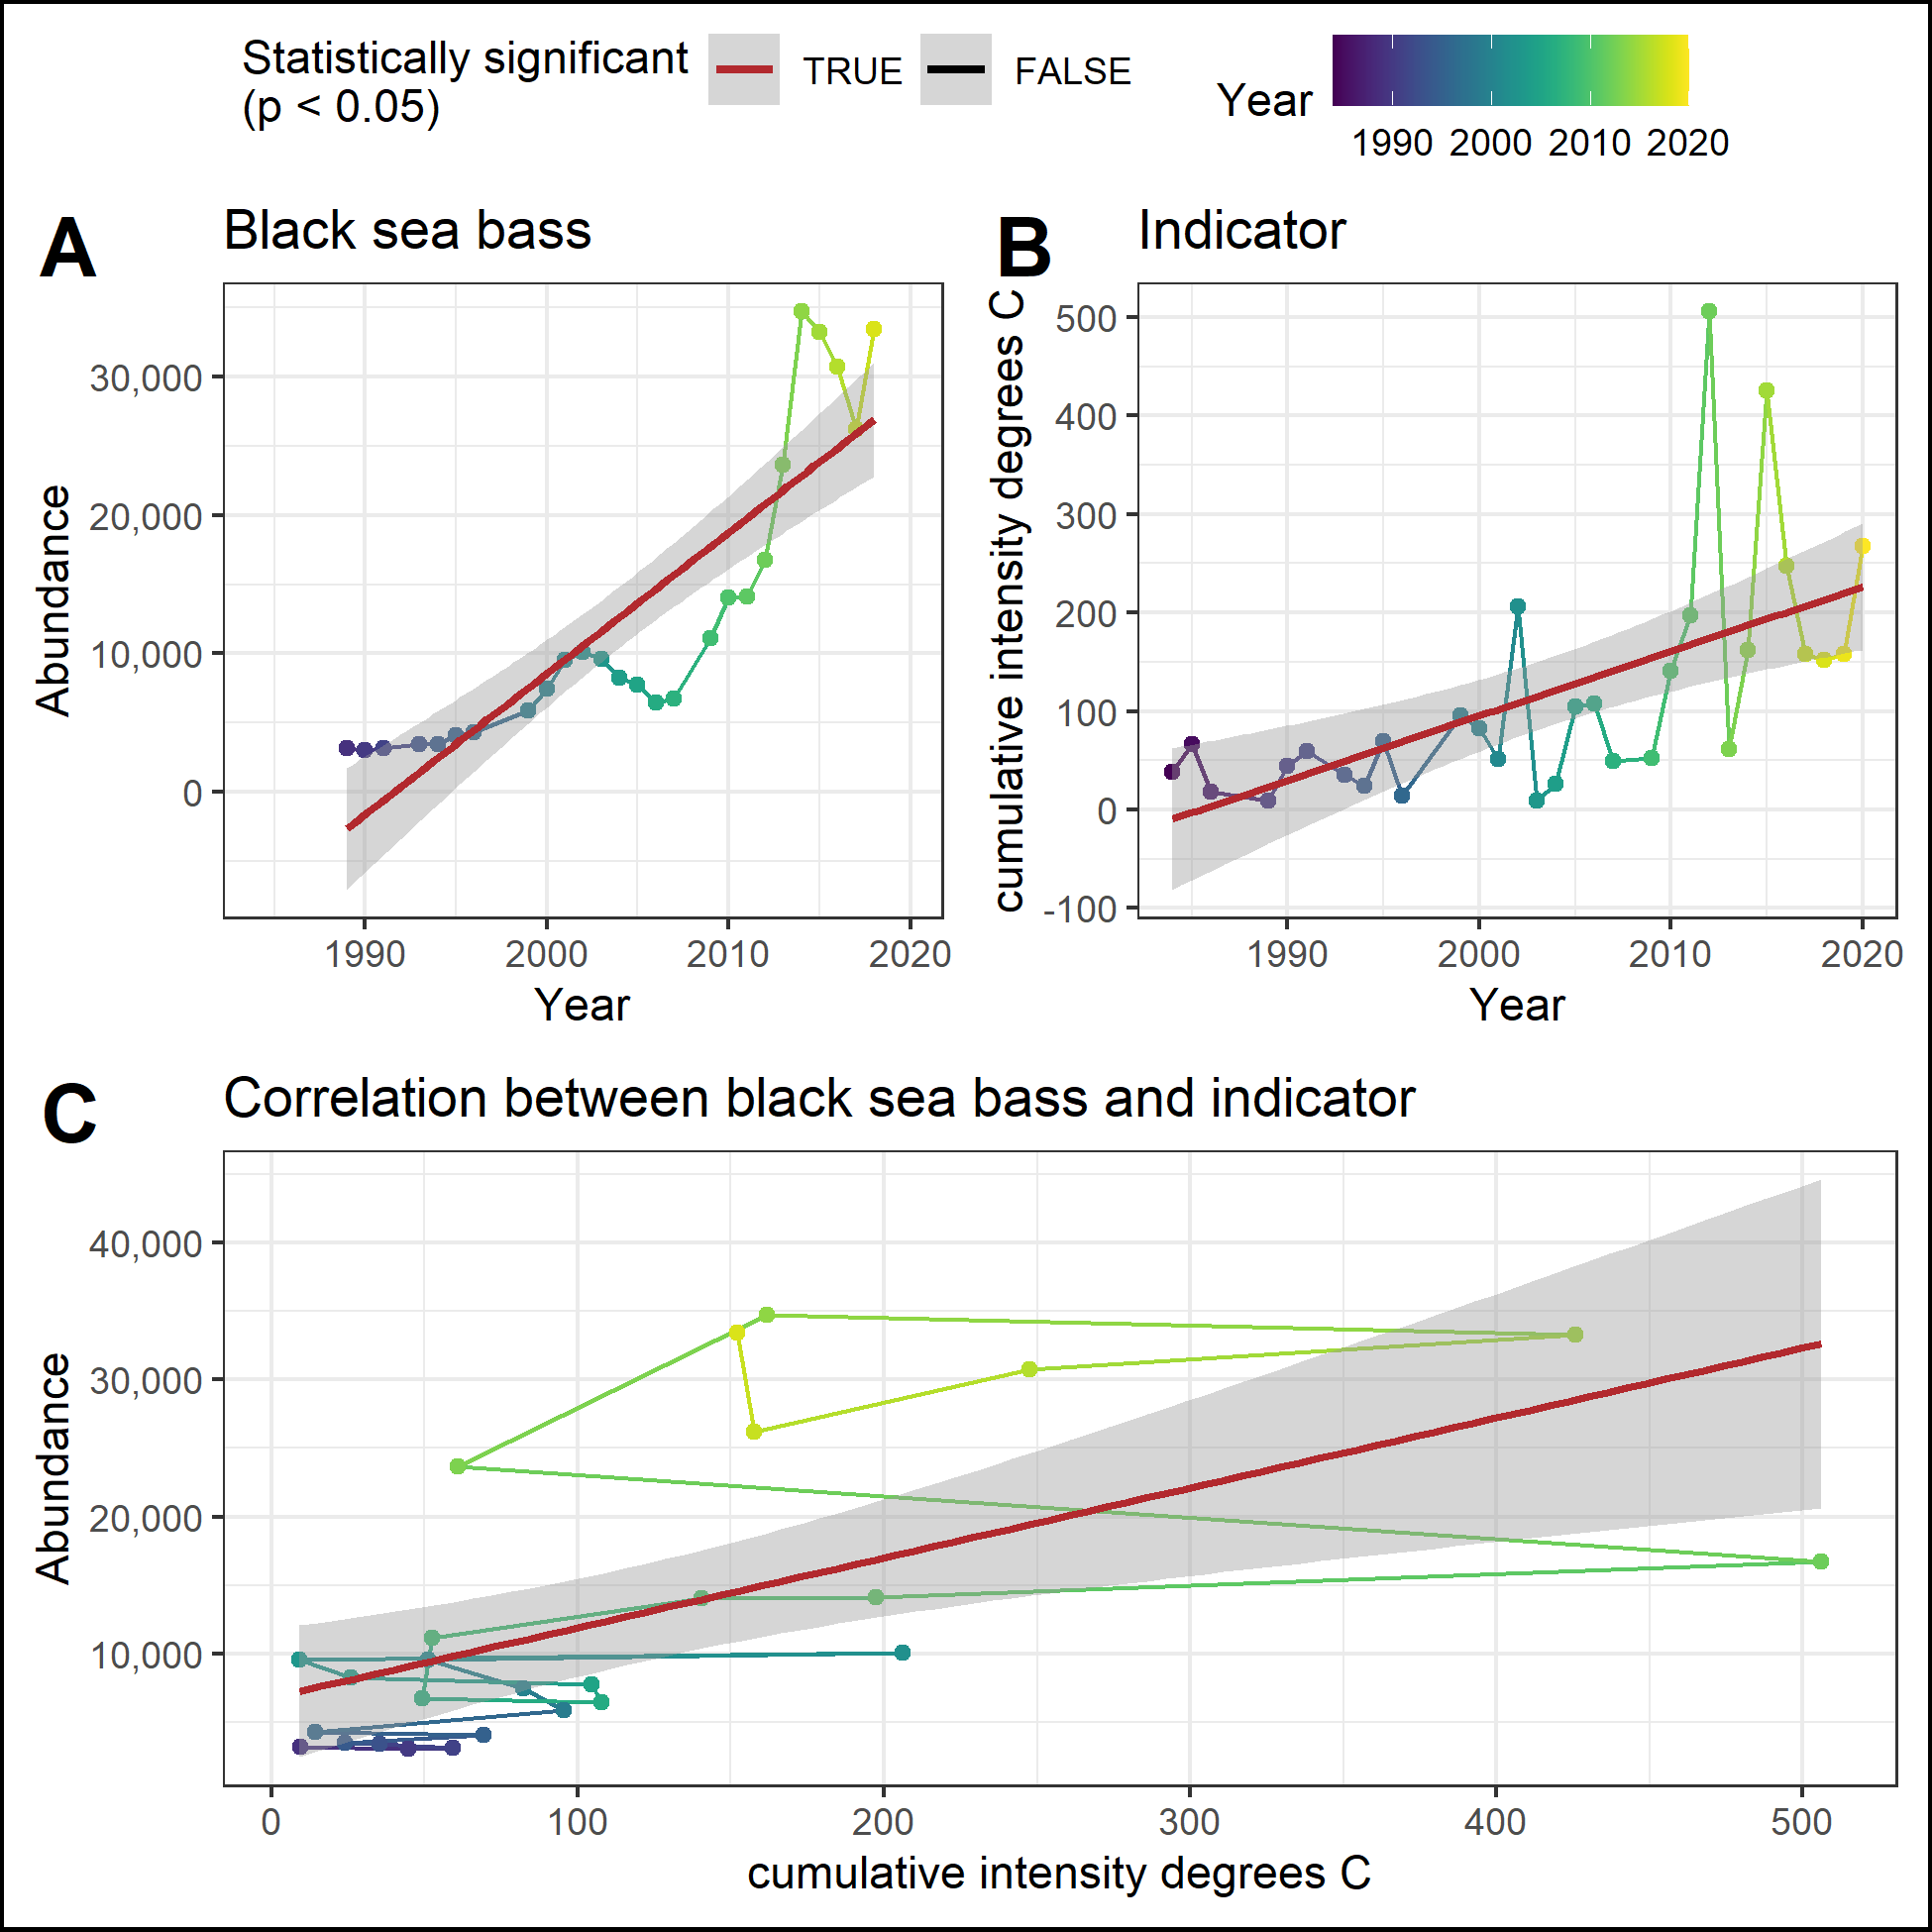 Statistically significant
(p < 0.05)
TRUE
FALSE
Year
1990 2000 2010 2020
A
Black sea bass
Abundance
30,000
20,000
10,000
0
1990
2000
2010
2020
Year
B
Indicator
cumulative intensity degrees C
500
400
300
200
100
0
-100
1990
2000
2010
2020
Year
C
Correlation between black sea bass and indicator
Abundance
40,000
30,000
20,000
10,000
0
100
200
300
400
500
cumulative intensity degrees C